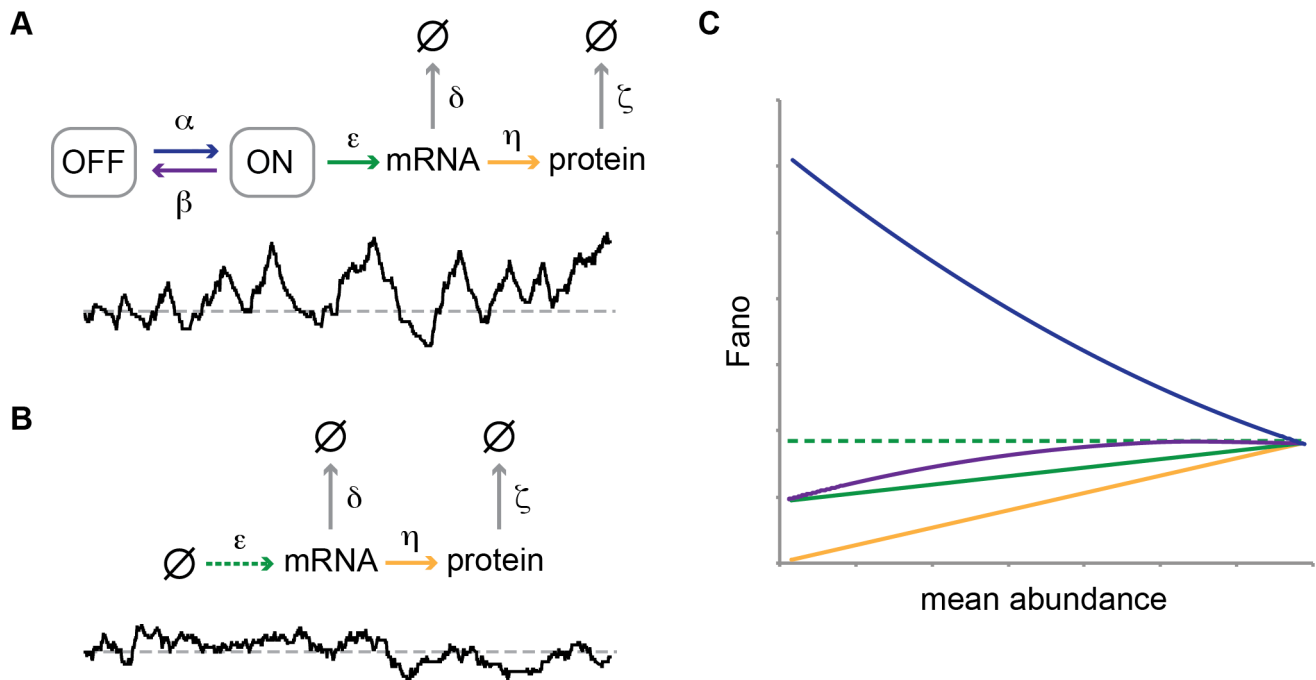 A
∅ ∅
δ ζ
OFF α ON ε mRNA η protein
β
B
∅ ∅
δ ζ
∅ ε mRNA η protein
C
Fano
mean abundance